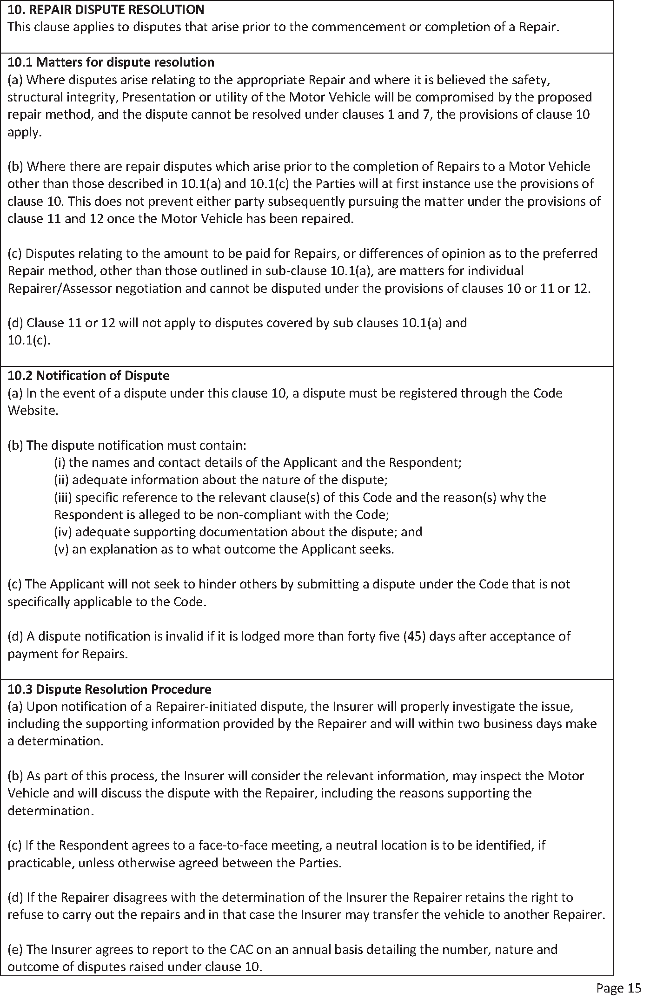 10. REPAIR DISPUTE RESOLUTION
This clause applies to disputes that arise prior to the commencement or completion of a Repair.
10.1 Matters for dispute resolution
(a) Where disputes arise relating to the appropriate Repair and where it is believed the safety,
structural integrity, Presentation or utility of the Motor Vehicle will be compromised by the proposed
repair method, and the dispute cannot be resolved under clauses 1 and 7, the provisions of clause 10
apply.
(b) Where there are repair disputes which arise prior to the completion of Repairs to a Motor Vehicle
other than those described in 10.1(a) and 10.1(c) the Parties will at first instance use the provisions of
clause 10. This does not prevent either party subsequently pursuing the matter under the provisions of
clause 11 and 12 once the Motor Vehicle has been repaired.
(c) Disputes relating to the amount to be paid for Repairs, or differences of opinion as to the preferred
Repair method, other than those outlined in sub-clause 10.1(a), are matters for individual
Repairer/Assessor negotiation and cannot be disputed under the provisions of clauses 10 or 11 or 12.
(d) Clause 11 or 12 will not apply to disputes covered by sub clauses 10.1(a) and
10.1(c).
10.2 Notification of Dispute
(a) In the event of a dispute under this clause 10, a dispute must be registered through the Code
Website.
(b) The dispute notification must contain:
(i) the names and contact details of the Applicant and the Respondent;
(ii) adequate information about the nature of the dispute;
(iii) specific reference to the relevant clause(s) of this Code and the reason(s) why the
Respondent is alleged to be non-compliant with the Code;
(iv) adequate supporting documentation about the dispute; and
(v) an explanation as to what outcome the Applicant seeks.
(c) The Applicant will not seek to hinder others by submitting a dispute under the Code that is not
specifically applicable to the Code.
(d) A dispute notification is invalid if it is lodged more than forty five (45) days after acceptance of
payment for Repairs.
10.3 Dispute Resolution Procedure
(a) Upon notification of a Repairer-initiated dispute, the Insurer will properly investigate the issue,
including the supporting information provided by the Repairer and will within two business days make
a determination.
(b) As part of this process, the Insurer will consider the relevant information, may inspect the Motor
Vehicle and will discuss the dispute with the Repairer, including the reasons supporting the
determination.
(c) If the Respondent agrees to a face-to-face meeting, a neutral location is to be identified, if
practicable, unless otherwise agreed between the Parties.
(d) If the Repairer disagrees with the determination of the Insurer the Repairer retains the right to
refuse to carry out the repairs and in that case the Insurer may transfer the vehicle to another Repairer.
(e) The Insurer agrees to report to the CAC on an annual basis detailing the number, nature and
outcome of disputes raised under clause 10.
Page 15